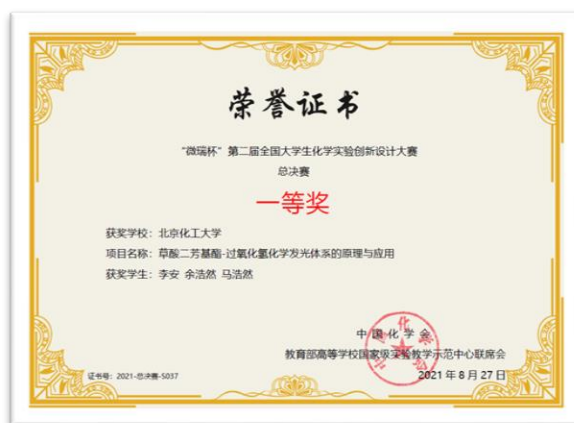 荣誉证书
“微瑞杯”第二届全国大学生化学实验创新设计大赛
总决赛
一等奖
获奖学校：北京化工大学
项目名称：草酸二芳基酯-过氧化氢化学发光体系的原理与应用
获奖学生：李安 余浩然 马浩然
中国化学会
教育部高等学校国家级实验教学示范中心联席会
证书号：2021-总决赛-S037
2021年8月27日